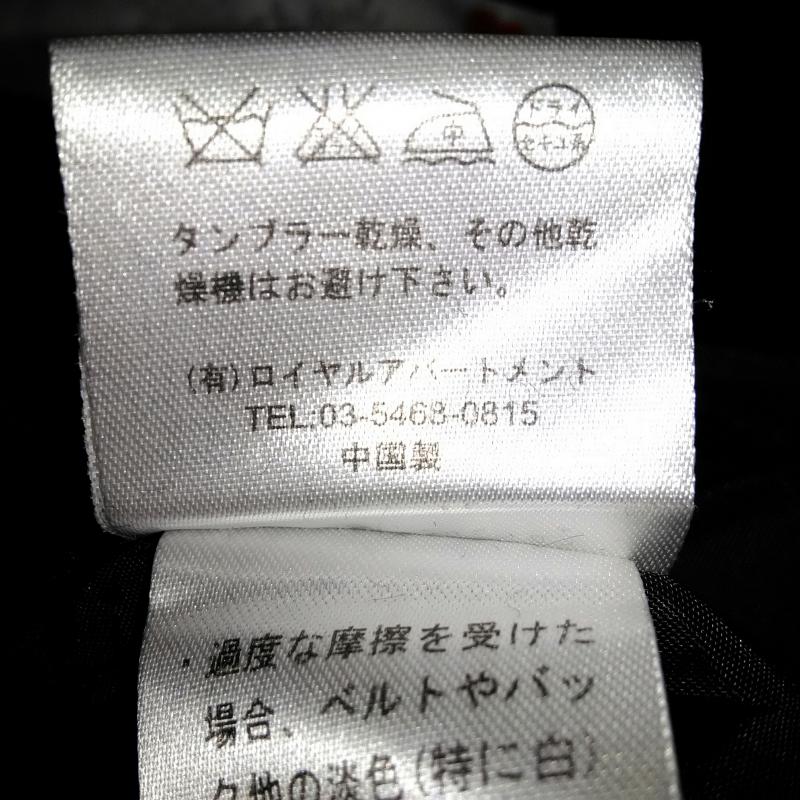 中
ドライ
セキユ系
タンブラー乾燥、その他乾
燥機はお避け下さい。
(有)ロイヤルアパートメント
TEL:03-5468-0815
中国製
・過度な摩擦を受けた
場合、ベルトやバッ
グ他の淡色(特に白)